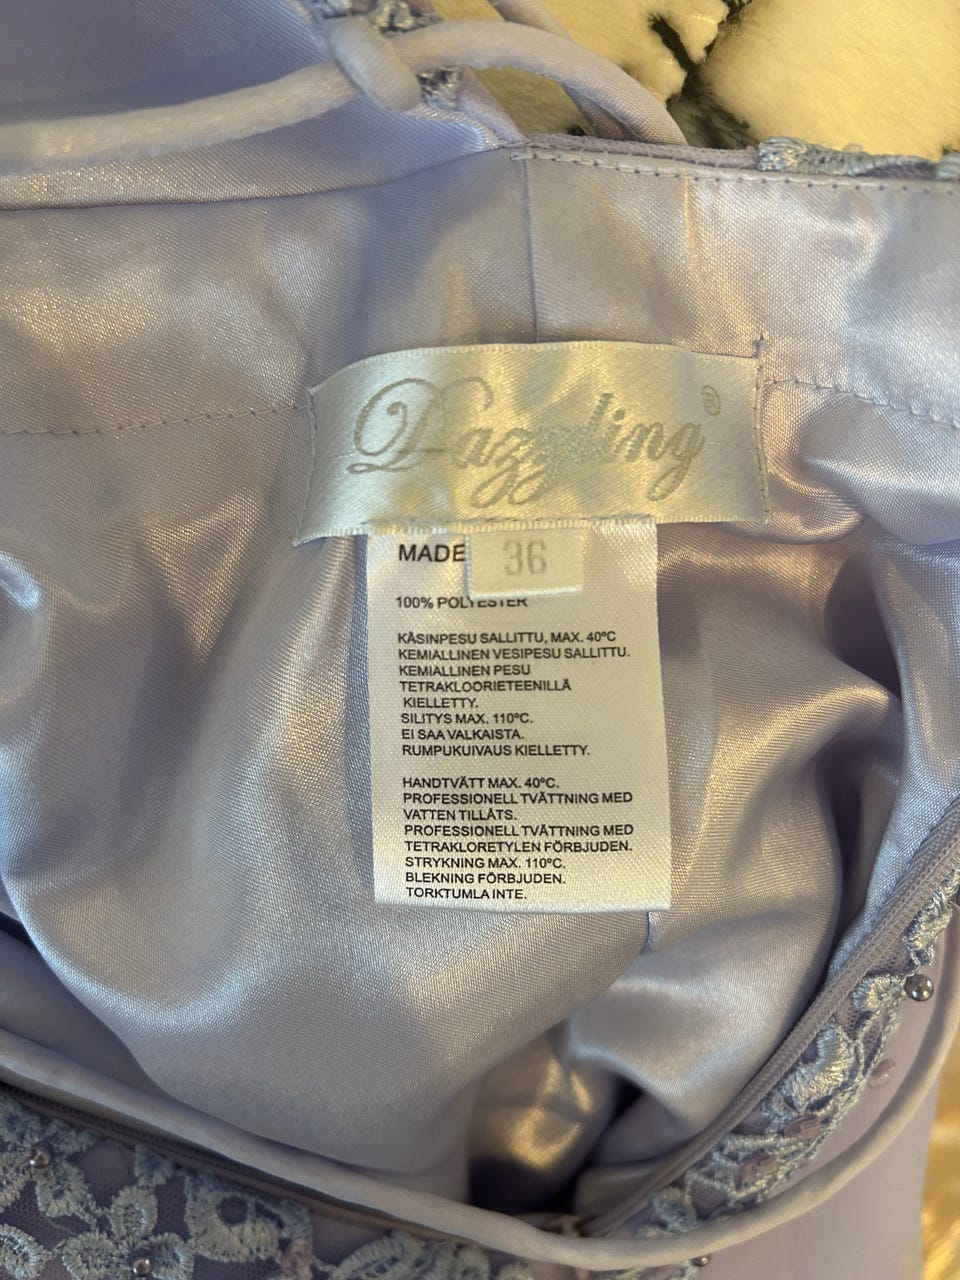 Dazzling®
MADE
36
100% POLYESTER
KÄSINPESU SALLITTU, MAX. 40ºC
KEMIALLINEN VESIPESU SALLITTU.
KEMIALLINEN PESU
TETRAKLOORIETEENILLÄ
KIELLETTY.
SILITYS MAX. 110ºC.
EI SAA VALKAISTA.
RUMPUKUIVAUS KIELLETTY.
HANDTVÄTT MAX. 40ºC.
PROFESSIONELL TVÄTTNING MED
VATTEN TILLÅTS.
PROFESSIONELL TVÄTTNING MED
TETRAKLORETYLEN FÖRBJUDEN.
STRYKNING MAX. 110ºC.
BLEKNING FÖRBJUDEN.
TORKTUMLA INTE.